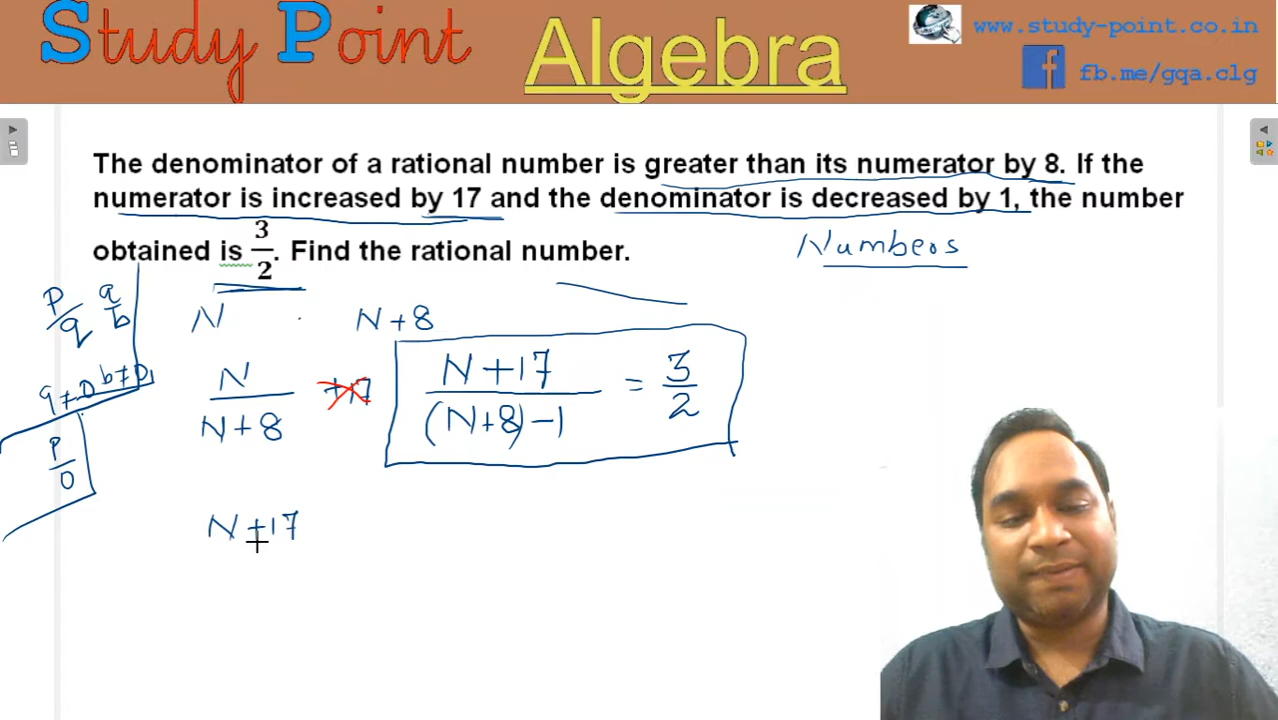 Study Point
Algebra
www.study-point.co.in
fb.me/gqa.clg
The denominator of a rational number is greater than its numerator by 8. If the
numerator is increased by 17 and the denominator is decreased by 1, the number
obtained is 3/2. Find the rational number.
Numbers
p/q a/b
q≠0 b≠0
p/0
N N+8
N/(N+8) +17 (N+17)/((N+8)-1) = 3/2
N+17